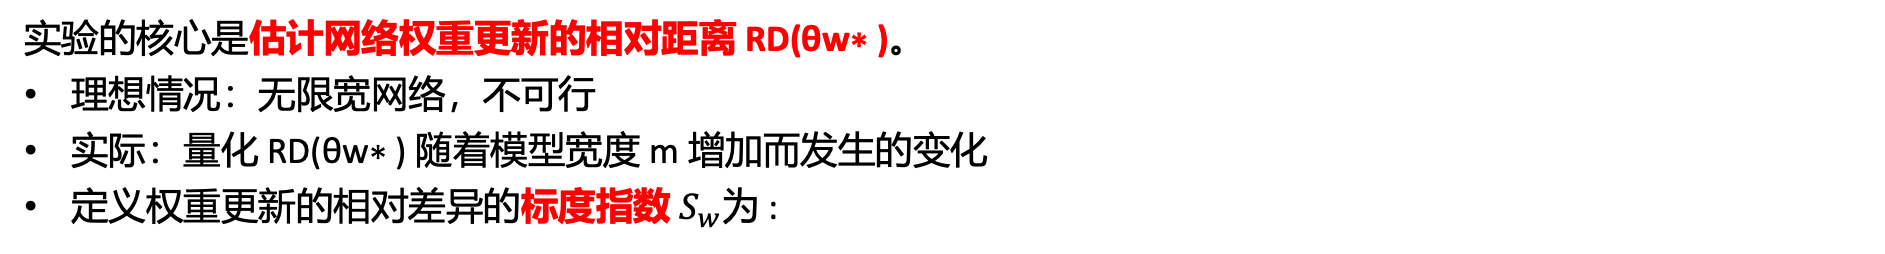 实验的核心是估计网络权重更新的相对距离 RD(θw* )。
• 理想情况：无限宽网络，不可行
• 实际：量化 RD(θw* ) 随着模型宽度 m 增加而发生的变化
• 定义权重更新的相对差异的标度指数 S_w为：